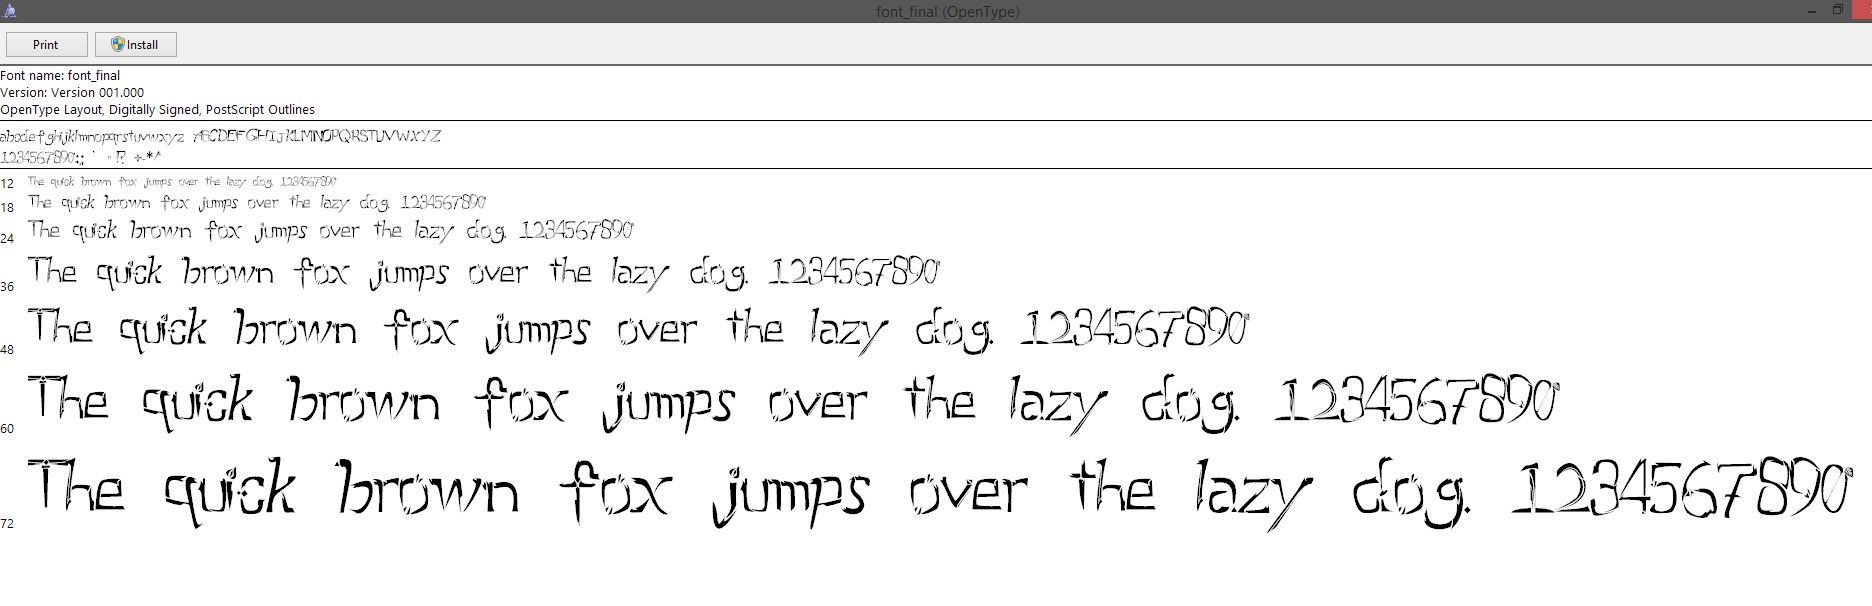 font_final (OpenType)
Print Install
Font name: font_final
Version: Version 001.000
OpenType Layout, Digitally Signed, PostScript Outlines
abcdefghijklmnopqrstuvwxyz ABCDEFGHIJKLMNOPQRSTUVWXYZ
1234567890:; ` " !? +-*^
12 The quick brown fox jumps over the lazy dog. 1234567890
18 The quick brown fox jumps over the lazy dog. 1234567890
24 The quick brown fox jumps over the lazy dog. 1234567890
36 The quick brown fox jumps over the lazy dog. 1234567890
48 The quick brown fox jumps over the lazy dog. 1234567890
60 The quick brown fox jumps over the lazy dog. 1234567890
72 The quick brown fox jumps over the lazy dog. 1234567890